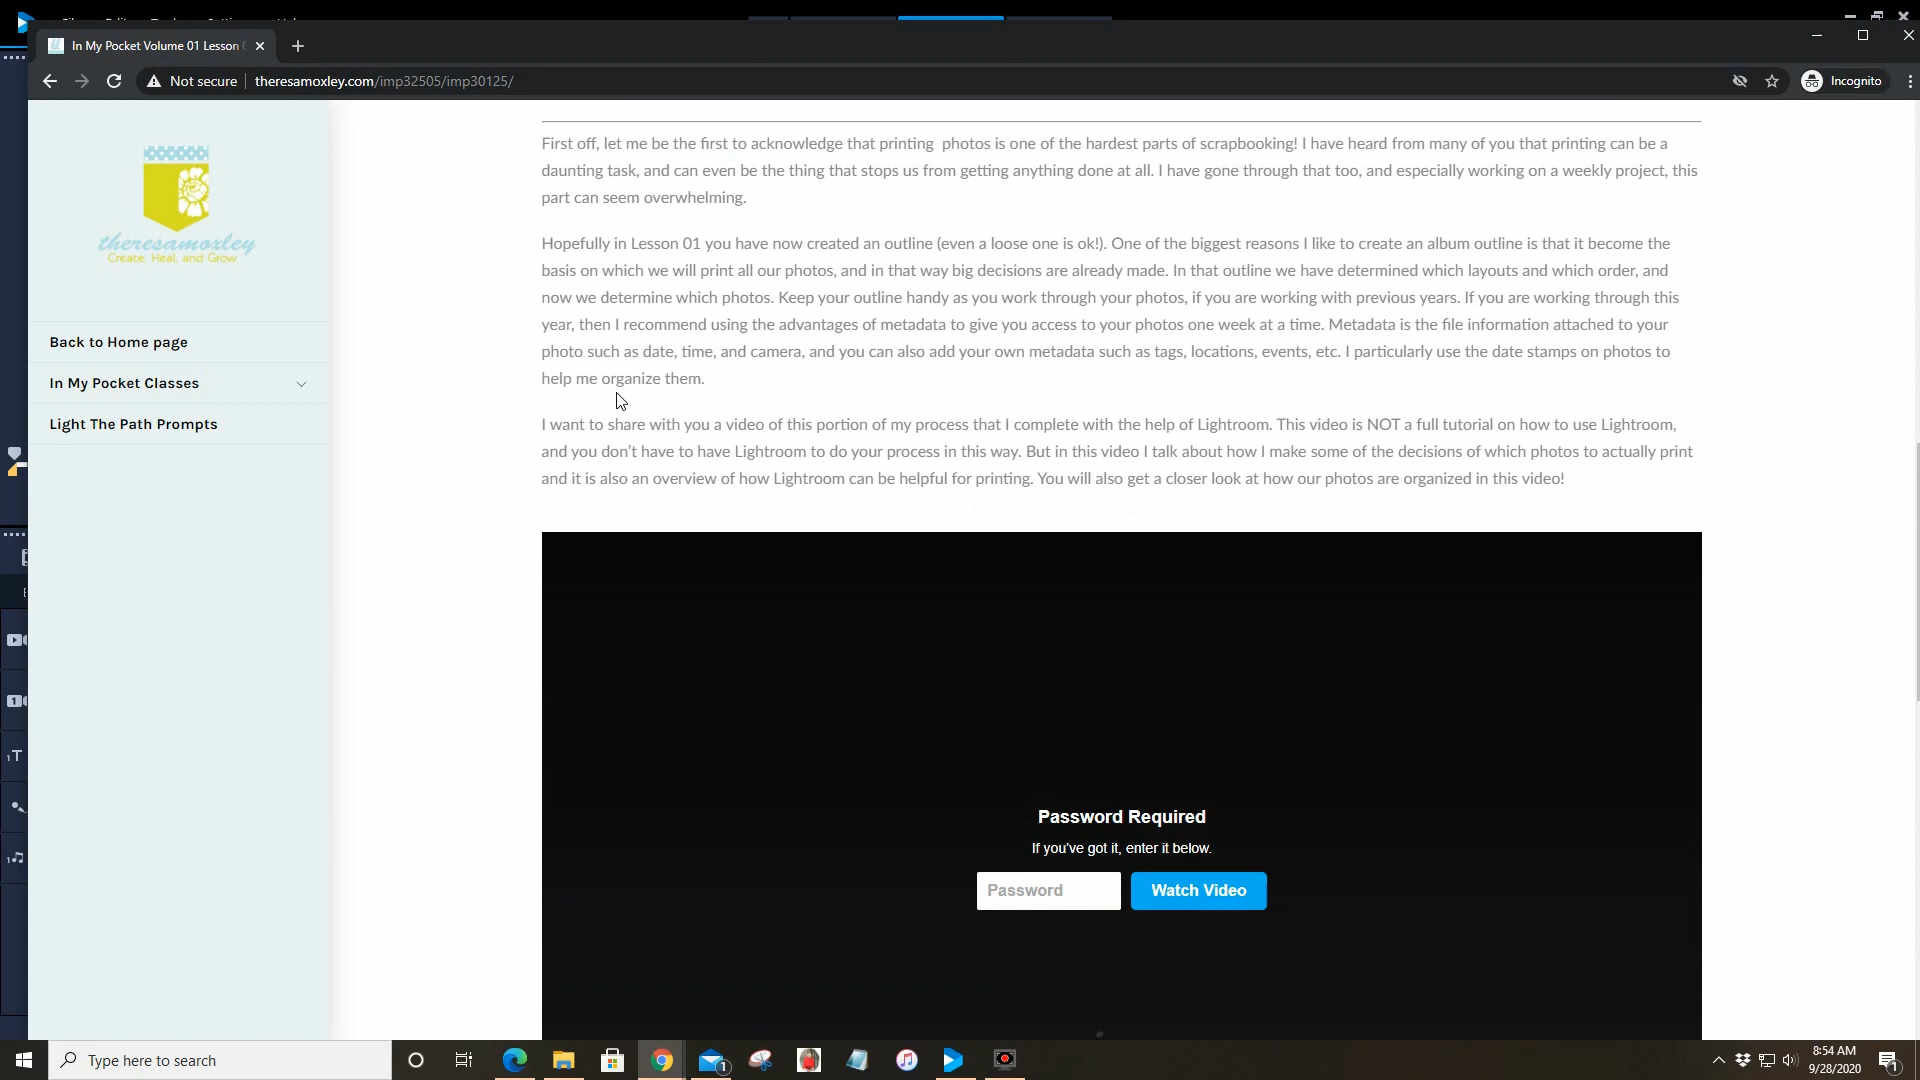 In My Pocket Volume 01 Lesson
Not secure
theresamoxley.com/imp32505/imp30125/
Incognito
theresamoxley
Create, Heal, and Grow
Back to Home page
In My Pocket Classes
Light The Path Prompts
First off, let me be the first to acknowledge that printing  photos is one of the hardest parts of scrapbooking! I have heard from many of you that printing can be a
daunting task, and can even be the thing that stops us from getting anything done at all. I have gone through that too, and especially working on a weekly project, this
part can seem overwhelming.
Hopefully in Lesson 01 you have now created an outline (even a loose one is ok!). One of the biggest reasons I like to create an album outline is that it become the
basis on which we will print all our photos, and in that way big decisions are already made. In that outline we have determined which layouts and which order, and
now we determine which photos. Keep your outline handy as you work through your photos, if you are working with previous years. If you are working through this
year, then I recommend using the advantages of metadata to give you access to your photos one week at a time. Metadata is the file information attached to your
photo such as date, time, and camera, and you can also add your own metadata such as tags, locations, events, etc. I particularly use the date stamps on photos to
help me organize them.
I want to share with you a video of this portion of my process that I complete with the help of Lightroom. This video is NOT a full tutorial on how to use Lightroom,
and you don't have to have Lightroom to do your process in this way. But in this video I talk about how I make some of the decisions of which photos to actually print
and it is also an overview of how Lightroom can be helpful for printing. You will also get a closer look at how our photos are organized in this video!
Password Required
If you've got it, enter it below.
Password
Watch Video
Type here to search
1
8:54 AM
9/28/2020
1